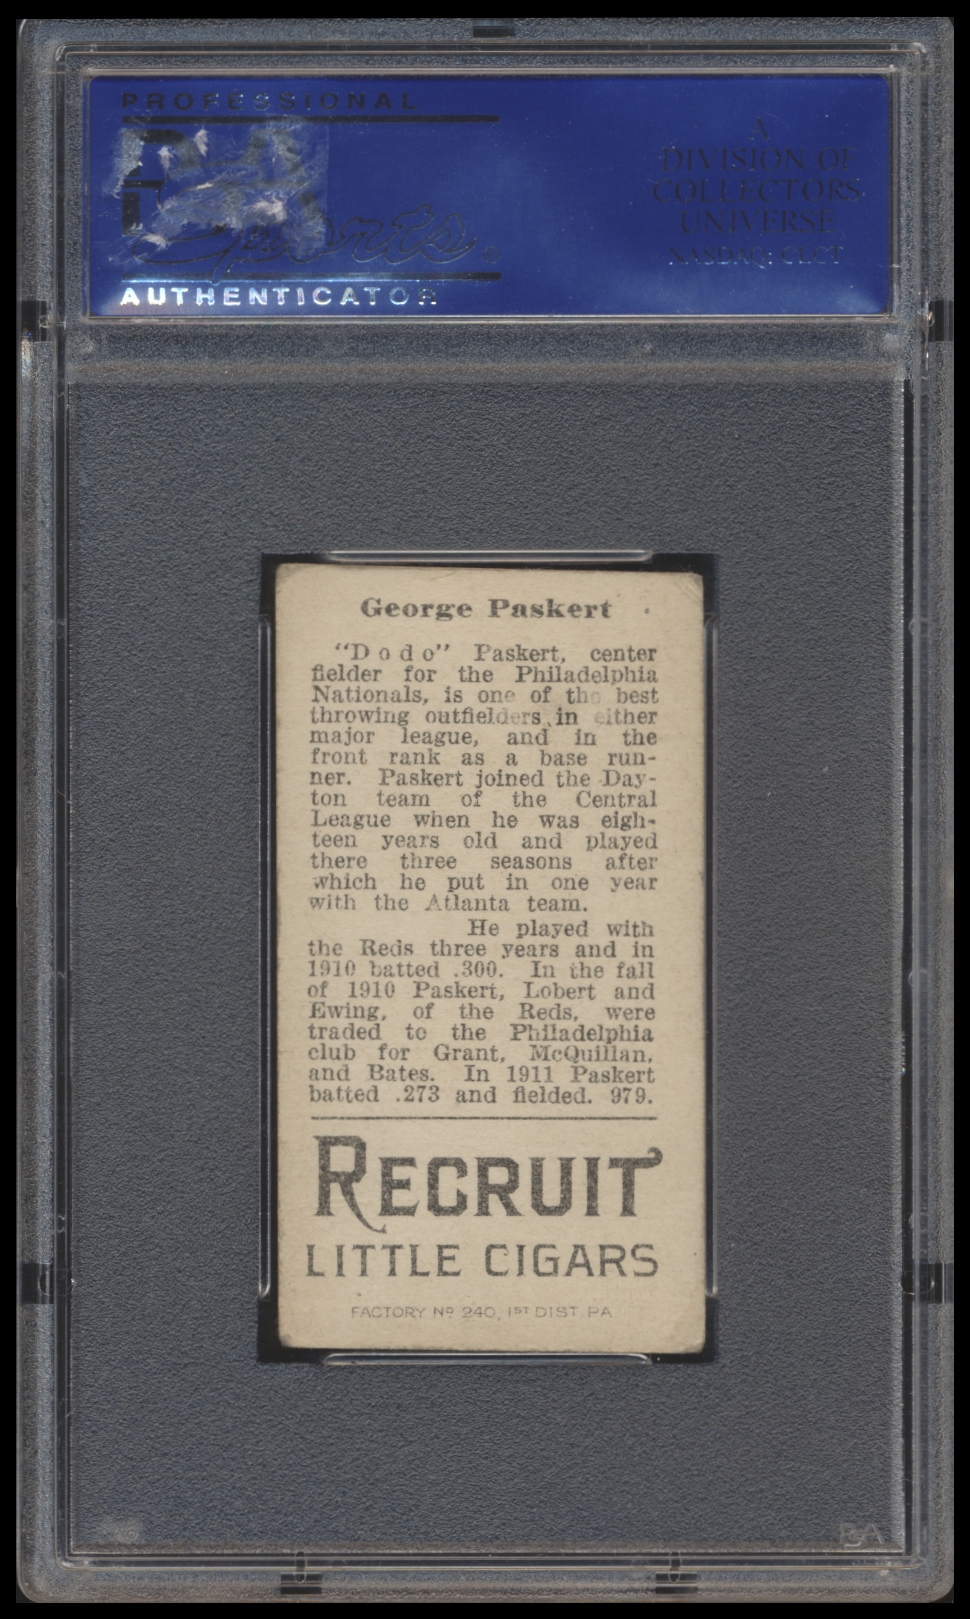 PROFESSIONAL
Sports®
AUTHENTICATOR
A
DIVISION OF
COLLECTORS
UNIVERSE
NASDAQ: CLCT
George Paskert
"Dodo" Paskert, center
fielder for the Philadelphia
Nationals, is one of the best
throwing outfielders in either
major league, and in the
front rank as a base run-
ner. Paskert joined the Day-
ton team of the Central
League when he was eigh-
teen years old and played
there three seasons after
which he put in one year
with the Atlanta team.
He played with
the Reds three years and in
1910 batted .300. In the fall
of 1910 Paskert, Lobert and
Ewing, of the Reds, were
traded to the Philadelphia
club for Grant, McQuillan,
and Bates. In 1911 Paskert
batted .273 and fielded. 979.
RECRUIT
LITTLE CIGARS
FACTORY Nº 240, 1ST DIST. PA
PSA